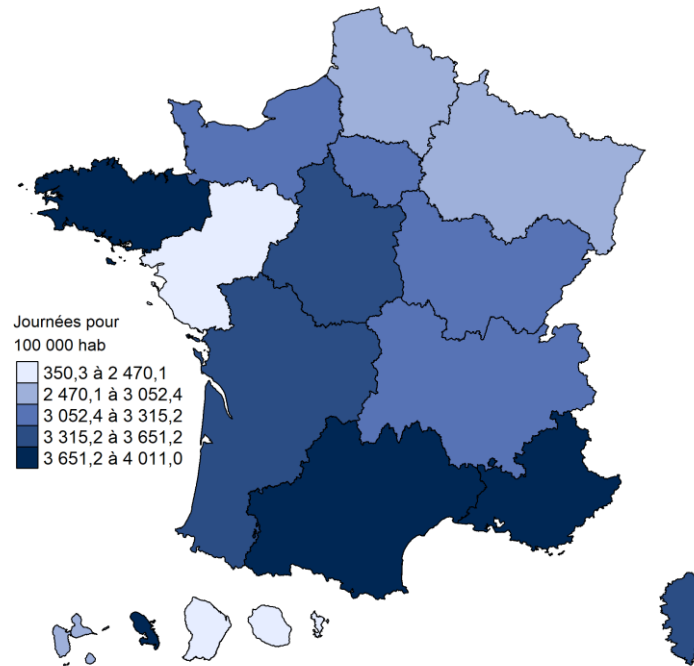 Journées pour
100 000 hab
350,3 à 2 470,1
2 470,1 à 3 052,4
3 052,4 à 3 315,2
3 315,2 à 3 651,2
3 651,2 à 4 011,0